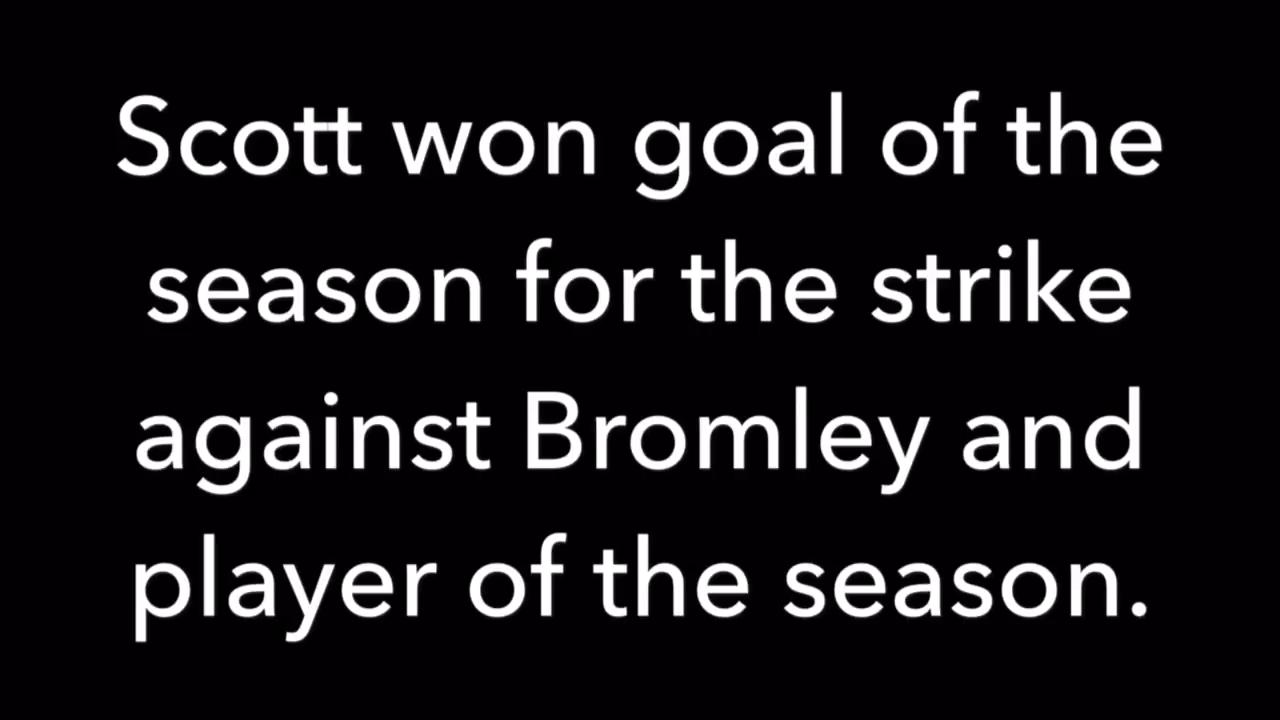 Scott won goal of the
season for the strike
against Bromley and
player of the season.